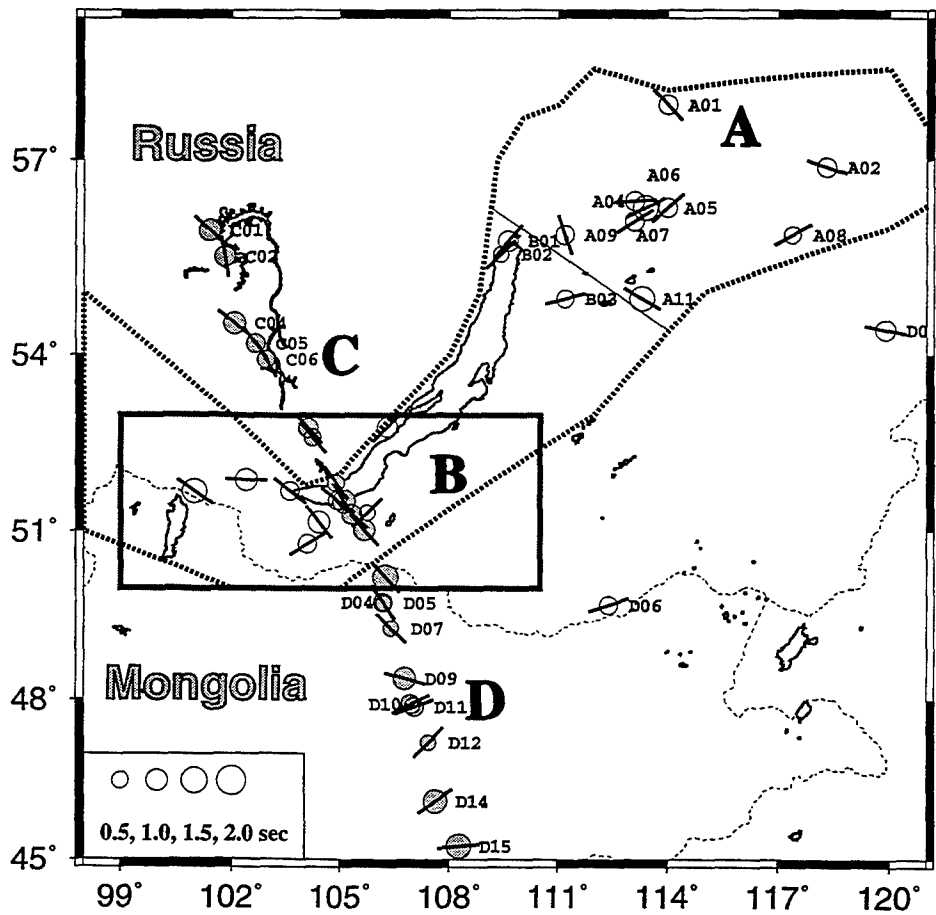 A01
A
57°
Russia
A02
A06
A04
A05
C01
B01
A09
A07
A08
C02
B02
B03
A11
C04
D0
C05
54°
C06
C
B
51°
D04
D05
D06
D07
Mongolia
D09
48°
D10
D11
D
D12
0.5, 1.0, 1.5, 2.0 sec
D14
D15
45°
99° 102° 105° 108° 111° 114° 117° 120°